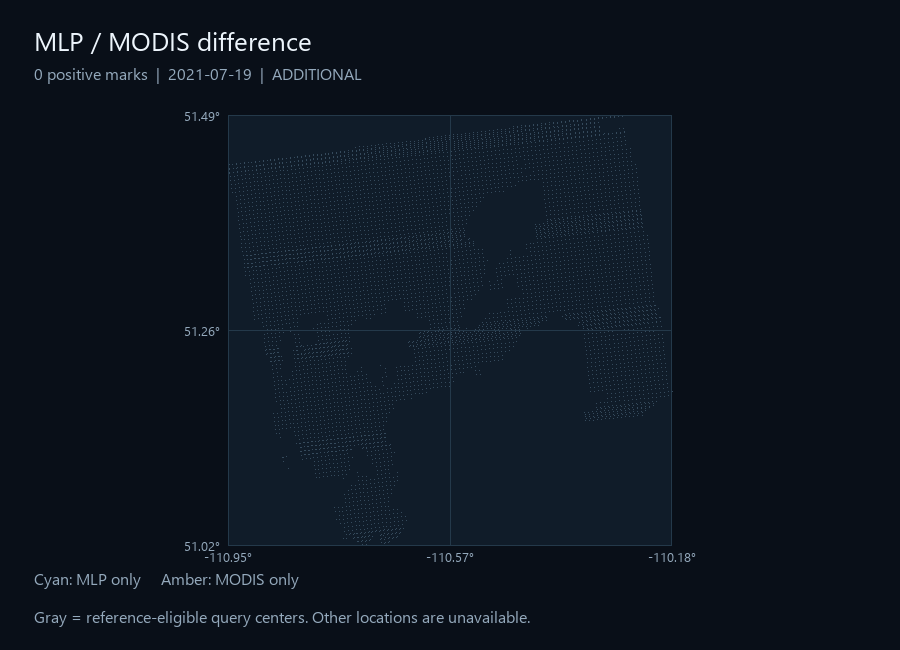 MLP / MODIS difference
0 positive marks | 2021-07-19 | ADDITIONAL
51.49°
51.26°
51.02°
-110.95° -110.57° -110.18°
Cyan: MLP only Amber: MODIS only
Gray = reference-eligible query centers. Other locations are unavailable.